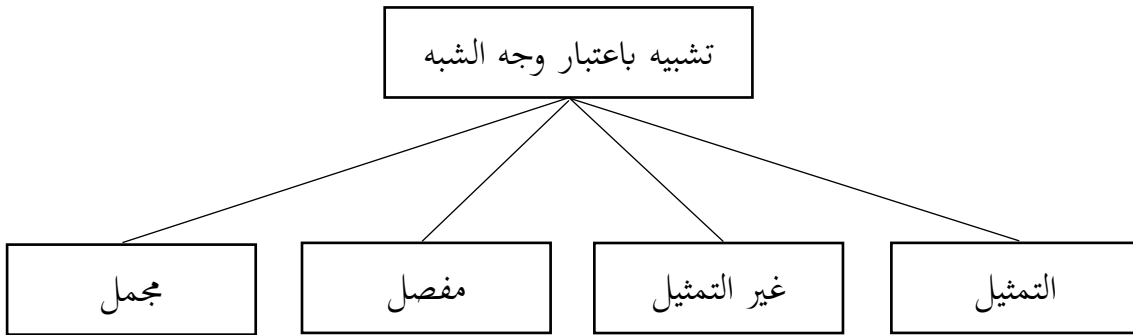 تشبيه باعتبار وجه الشبه
التمثيل
غير التمثيل
مفصل
مجمل